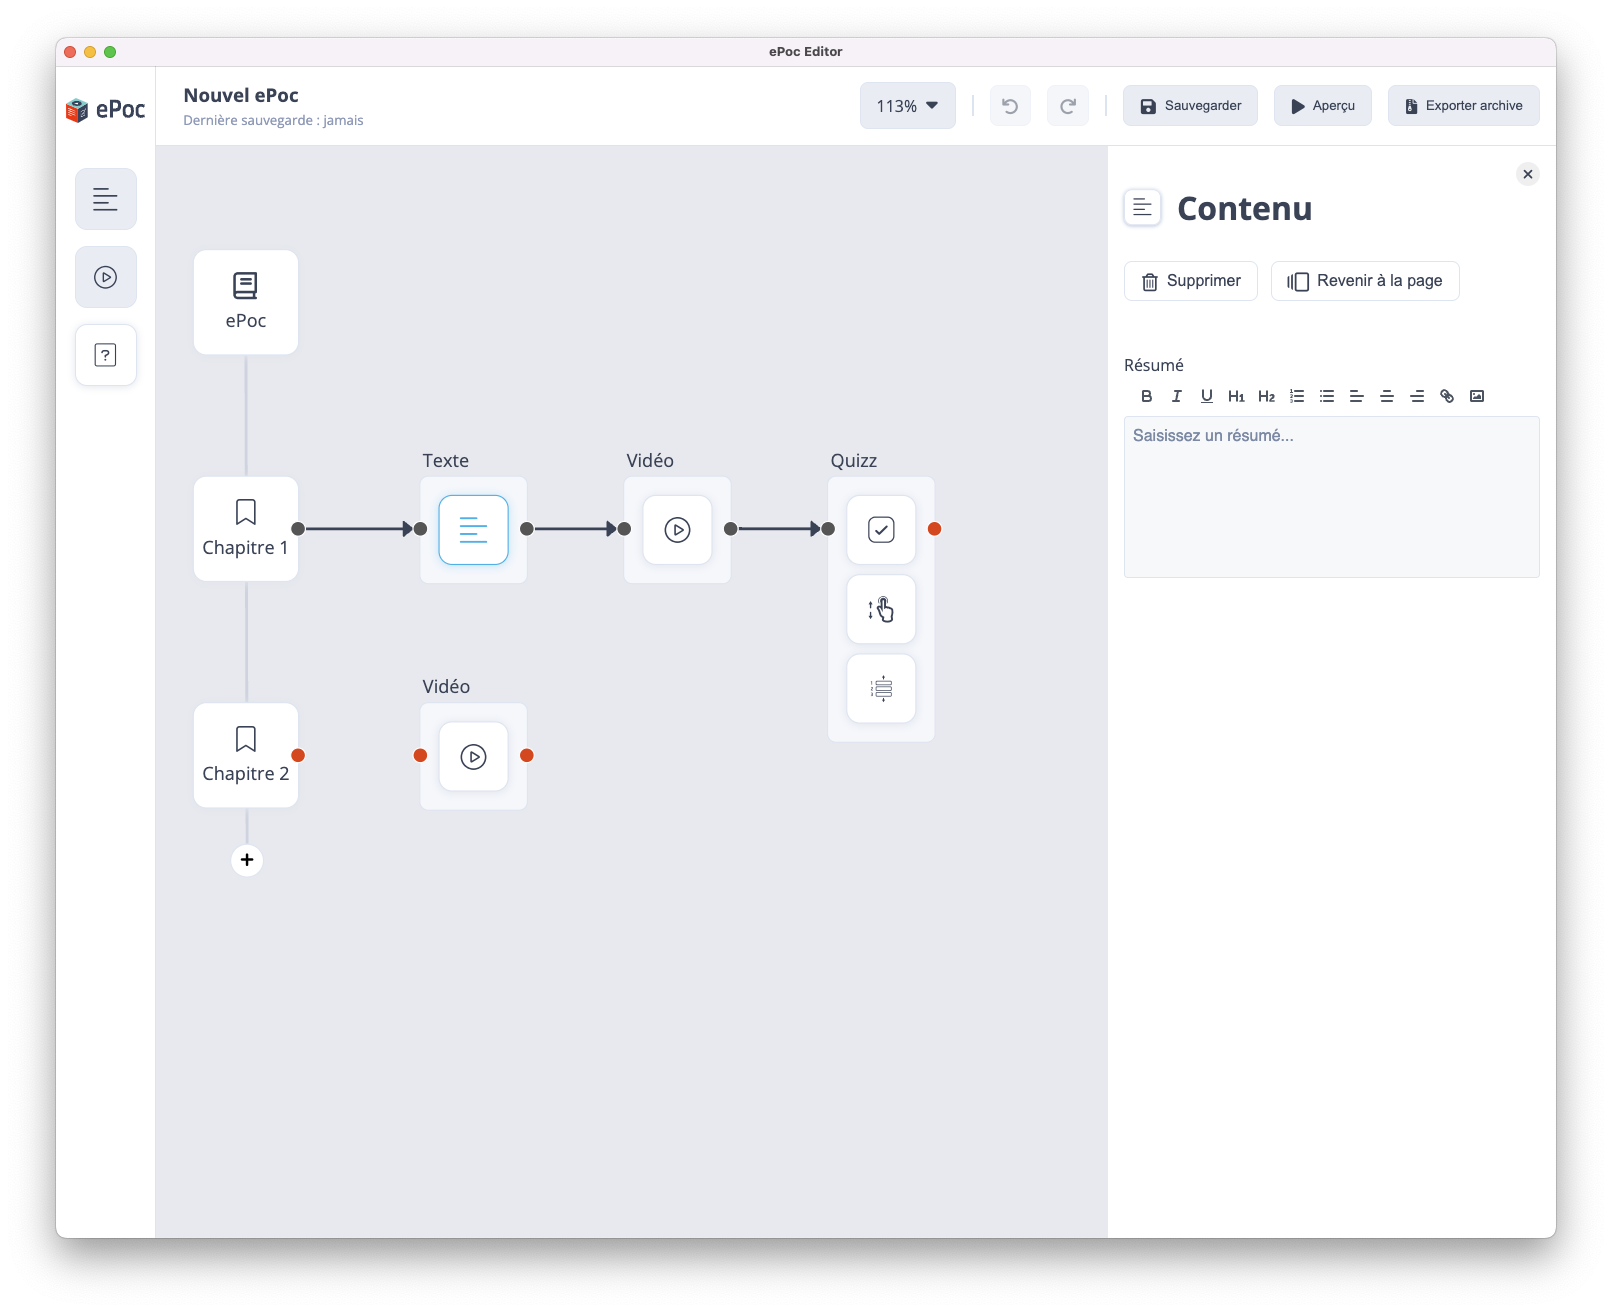 ePoc Editor
ePoc
Nouvel ePoc
Dernière sauvegarde : jamais
113%
Sauvegarder
Aperçu
Exporter archive
?
ePoc
Texte
Vidéo
Quizz
Chapitre 1
Vidéo
Chapitre 2
+
Contenu
Supprimer
Revenir à la page
Résumé
B I U H1 H2
Saisissez un résumé...